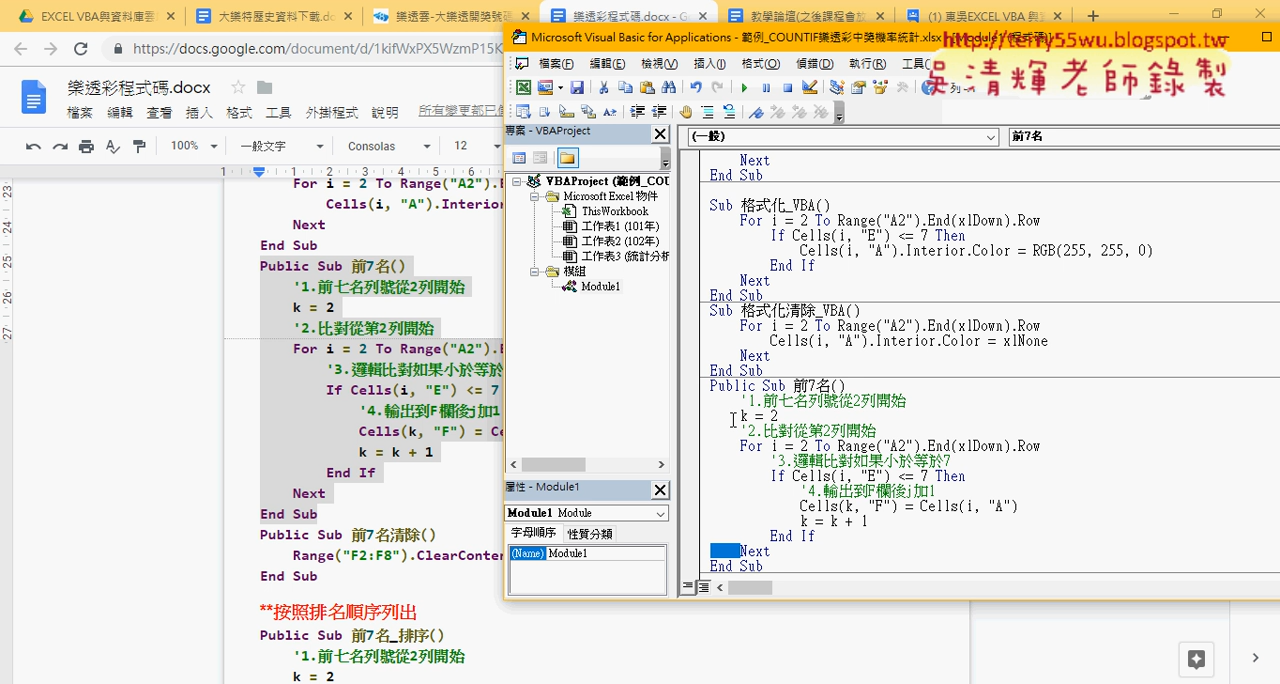 EXCEL VBA與資料庫雲
大樂特歷史資料下載.d
樂透雲-大樂透開獎號碼
樂透彩程式碼.docx - G
教學論壇(之後課程會放
(1) 東吳EXCEL VBA 與
https://docs.google.com/document/d/1kifWxPX5WzmP15K
樂透彩程式碼.docx
檔案 編輯 查看 插入 格式 工具 外掛程式 說明 所有變更都已
100% 一般文字 Consolas 12
1 1 2 3 4 5 6
23
24
25
26
27
For i = 2 To Range("A2").E
Cells(i, "A").Interior
Next
End Sub
Public Sub 前7名()
'1.前七名列號從2列開始
k = 2
'2.比對從第2列開始
For i = 2 To Range("A2").E
'3.邏輯比對如果小於等於
If Cells(i, "E") <= 7
'4.輸出到F欄後j加1
Cells(k, "F") = Ce
k = k + 1
End If
Next
End Sub
Public Sub 前7名清除()
Range("F2:F8").ClearConter
End Sub
**按照排名順序列出
Public Sub 前7名_排序()
'1.前七名列號從2列開始
k = 2
Microsoft Visual Basic for Applications - 範例_COUNTIF樂透彩中獎機率統計.xls
http://terry55wu.blogspot.tw
吳清輝老師錄製
檔案(F) 編輯(E) 檢視(V) 插入(I) 格式(O) 偵錯(D) 執行(R) 工具(
專案 - VBAProject
VBAProject (範例_COU
Microsoft Excel 物件
ThisWorkbook
工作表1 (101年)
工作表2 (102年)
工作表3 (統計分析
模組
Module1
屬性 - Module1
Module1 Module
字母順序 性質分類
(Name) Module1
(一般) 前7名
Next
End Sub
Sub 格式化_VBA()
For i = 2 To Range("A2").End(xlDown).Row
If Cells(i, "E") <= 7 Then
Cells(i, "A").Interior.Color = RGB(255, 255, 0)
End If
Next
End Sub
Sub 格式化清除_VBA()
For i = 2 To Range("A2").End(xlDown).Row
Cells(i, "A").Interior.Color = xlNone
Next
End Sub
Public Sub 前7名()
'1.前七名列號從2列開始
k = 2
'2.比對從第2列開始
For i = 2 To Range("A2").End(xlDown).Row
'3.邏輯比對如果小於等於7
If Cells(i, "E") <= 7 Then
'4.輸出到F欄後j加1
Cells(k, "F") = Cells(i, "A")
k = k + 1
End If
Next
End Sub